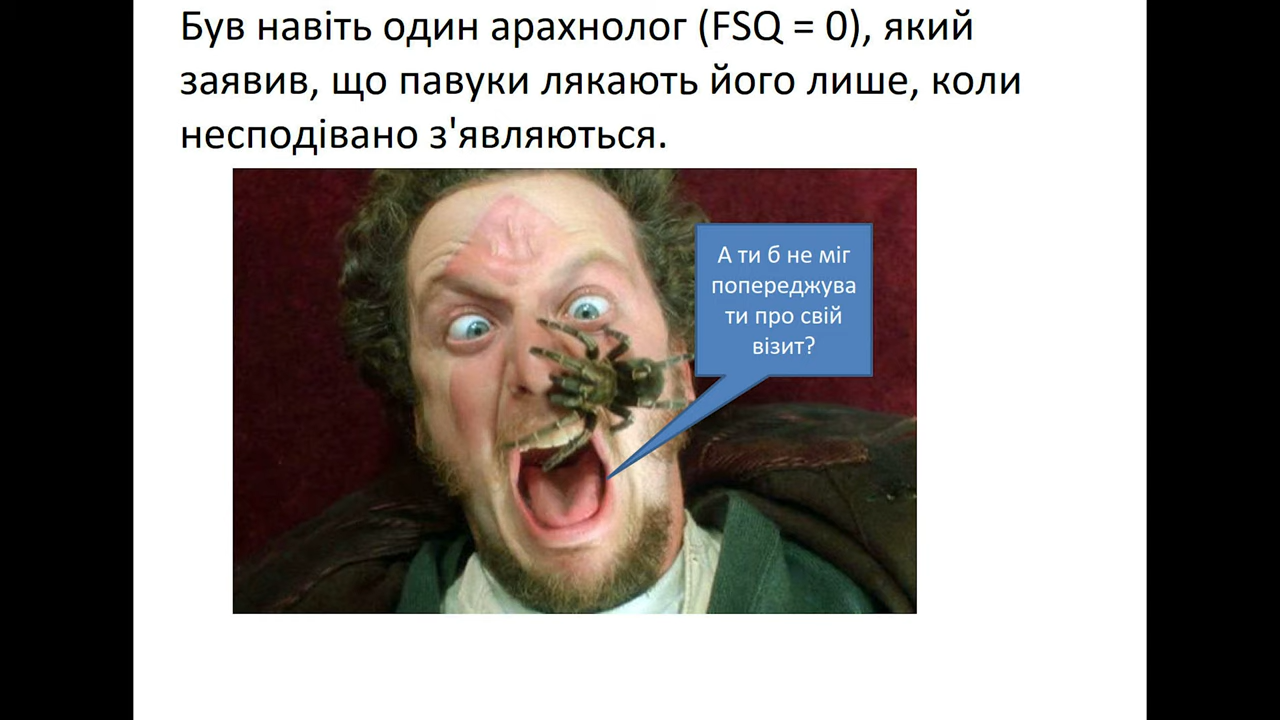 Був навіть один арахнолог (FSQ = 0), який
заявив, що павуки лякають його лише, коли
несподівано з'являються.
А ти б не міг
попереджува
ти про свій
візит?